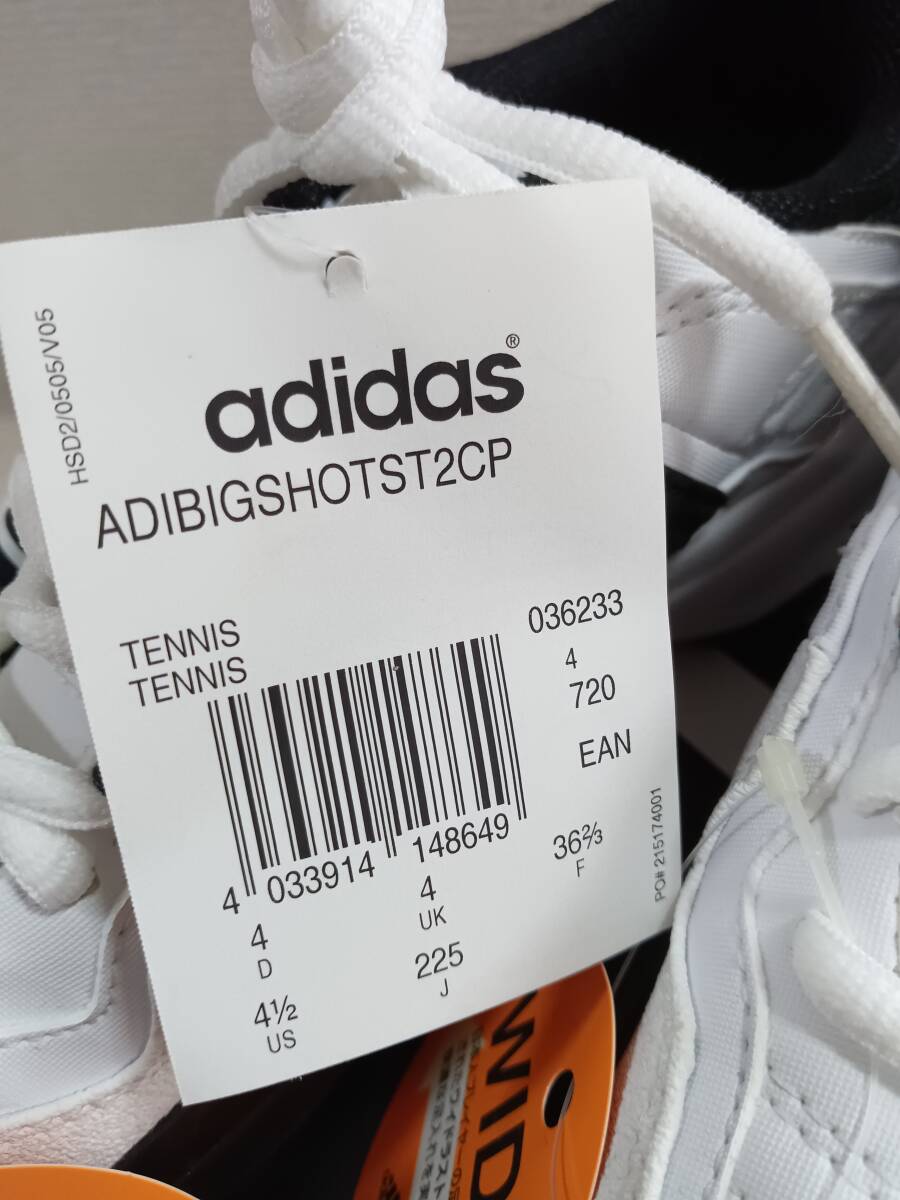 HSD2/0505/V05
adidas®
ADIBIGSHOTST2CP
TENNIS
TENNIS
036233
4
720
EAN
4 033914 148649
36⅔
F
4
D
4
UK
4½
US
225
J
PO# 215174001
WID